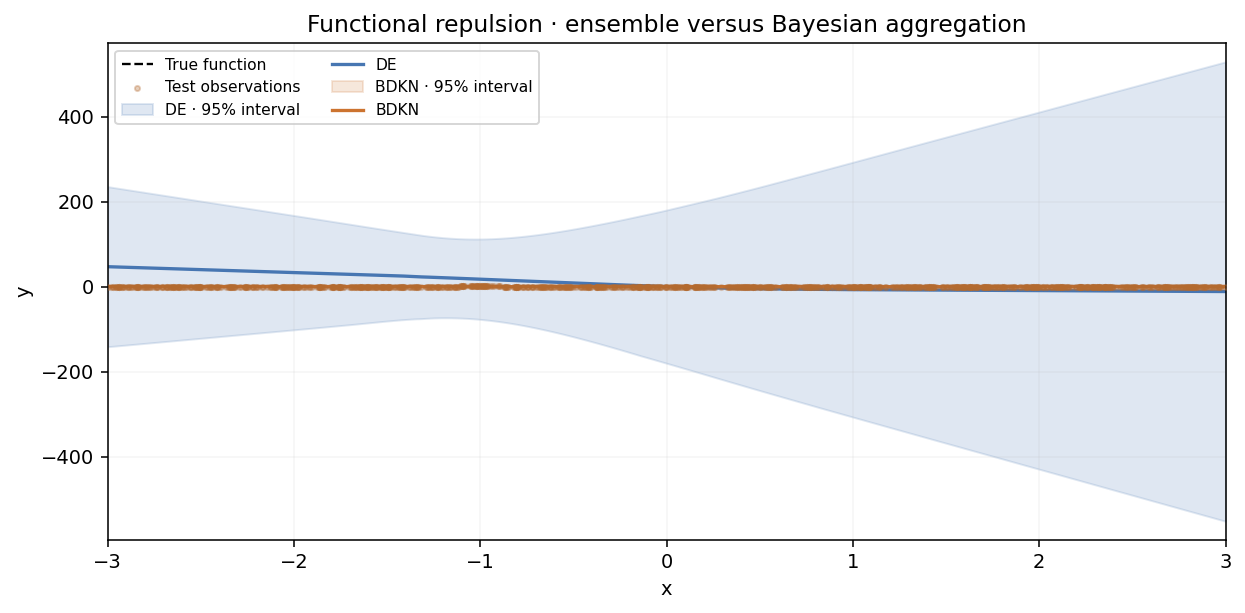 Functional repulsion · ensemble versus Bayesian aggregation
True function
Test observations
DE · 95% interval
DE
BDKN · 95% interval
BDKN
400
200
0
−200
−400
y
−3
−2
−1
0
1
2
3
x